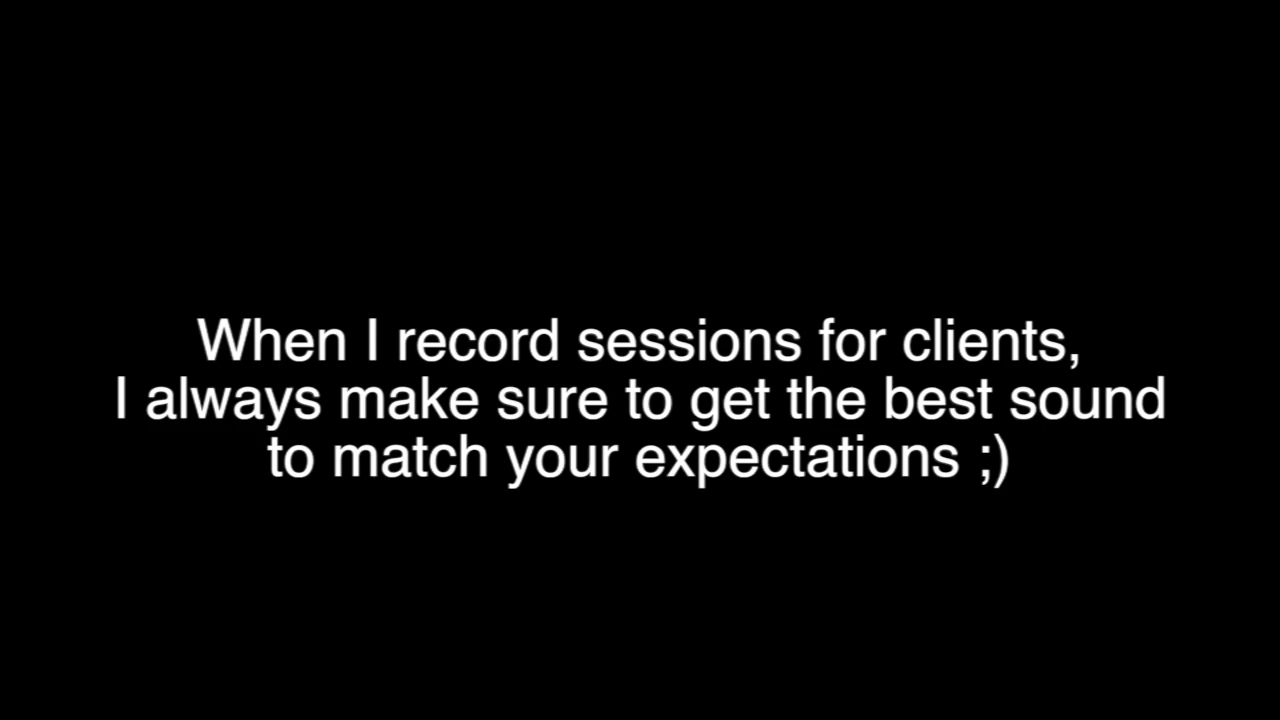 When I record sessions for clients,
I always make sure to get the best sound
to match your expectations ;)